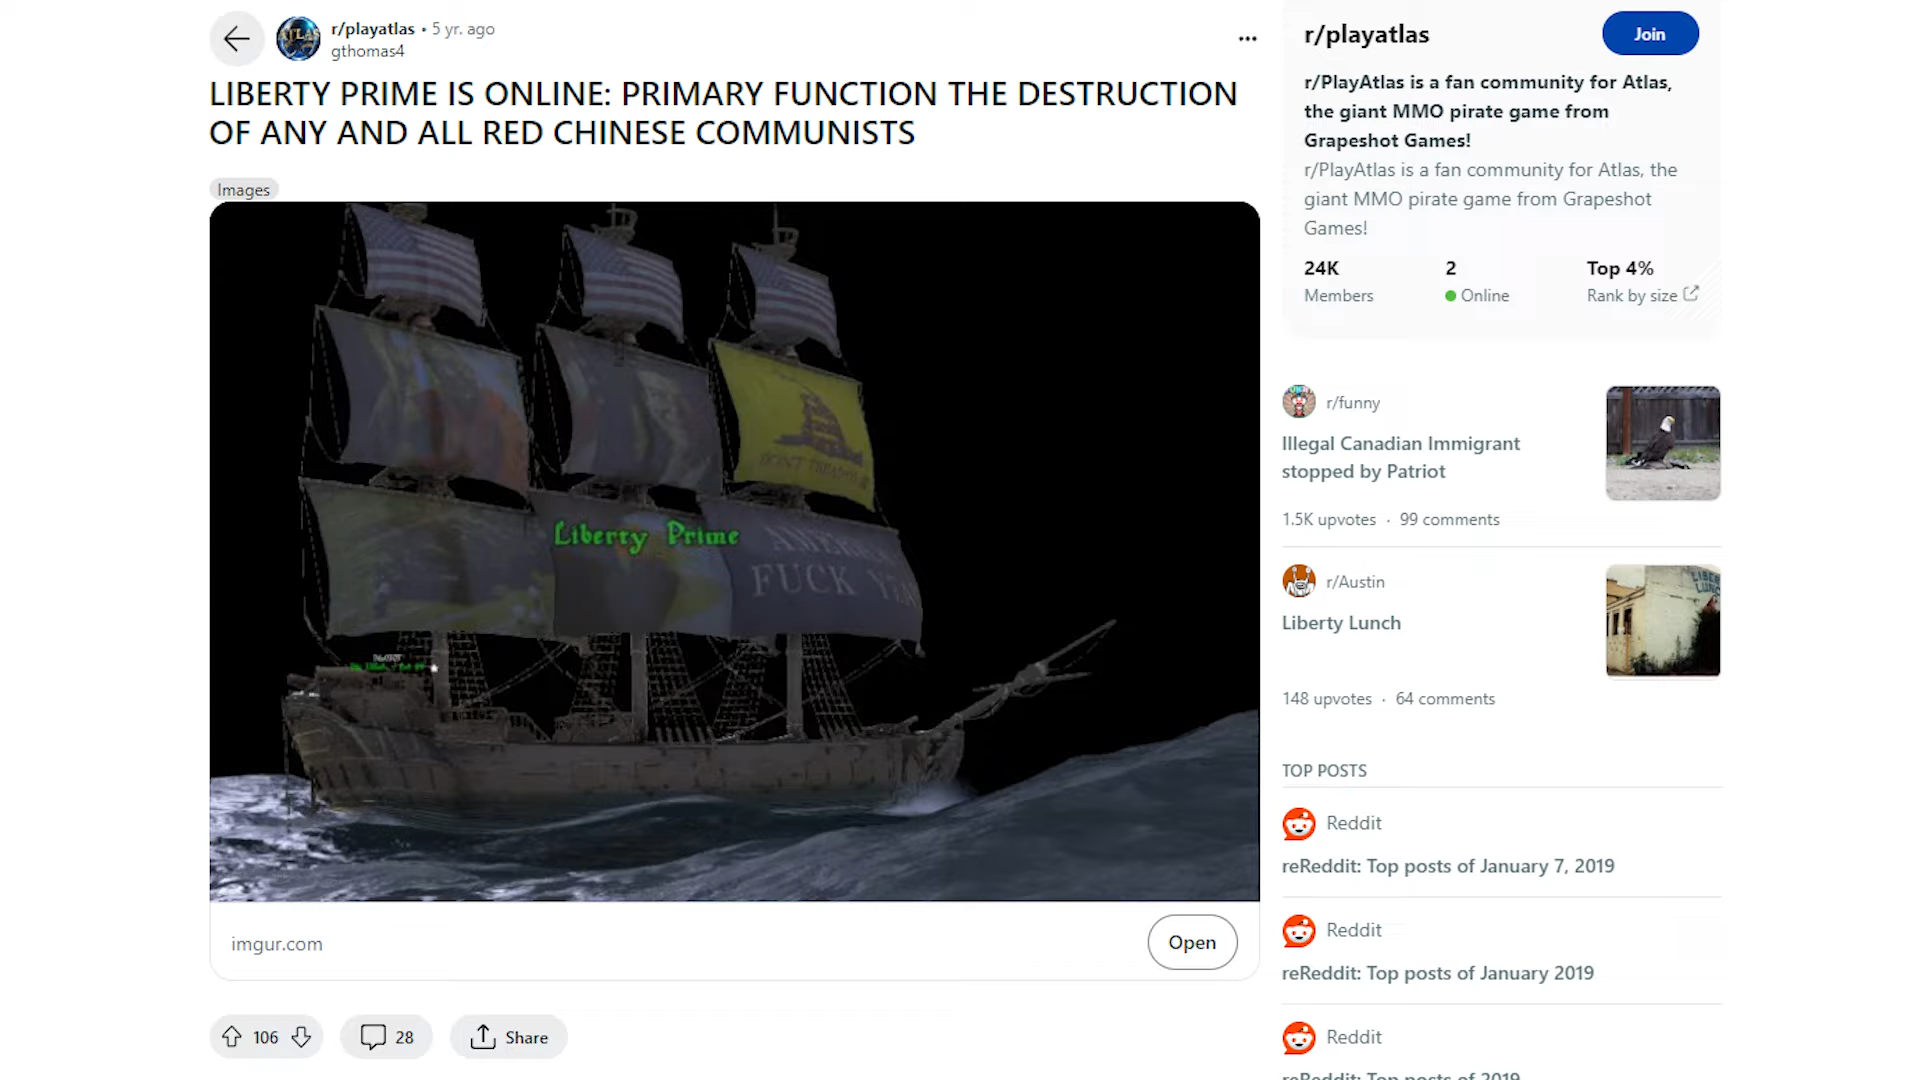 r/playatlas • 5 yr. ago
gthomas4
LIBERTY PRIME IS ONLINE: PRIMARY FUNCTION THE DESTRUCTION
OF ANY AND ALL RED CHINESE COMMUNISTS
Images
Liberty Prime
FUCK
imgur.com
Open
106
28
Share
r/playatlas
Join
r/PlayAtlas is a fan community for Atlas,
the giant MMO pirate game from
Grapeshot Games!
r/PlayAtlas is a fan community for Atlas, the
giant MMO pirate game from Grapeshot
Games!
24K
2
Top 4%
Members
Online
Rank by size
r/funny
Illegal Canadian Immigrant
stopped by Patriot
1.5K upvotes · 99 comments
r/Austin
Liberty Lunch
148 upvotes · 64 comments
TOP POSTS
Reddit
reReddit: Top posts of January 7, 2019
Reddit
reReddit: Top posts of January 2019
Reddit
reReddit: Top posts of 2019